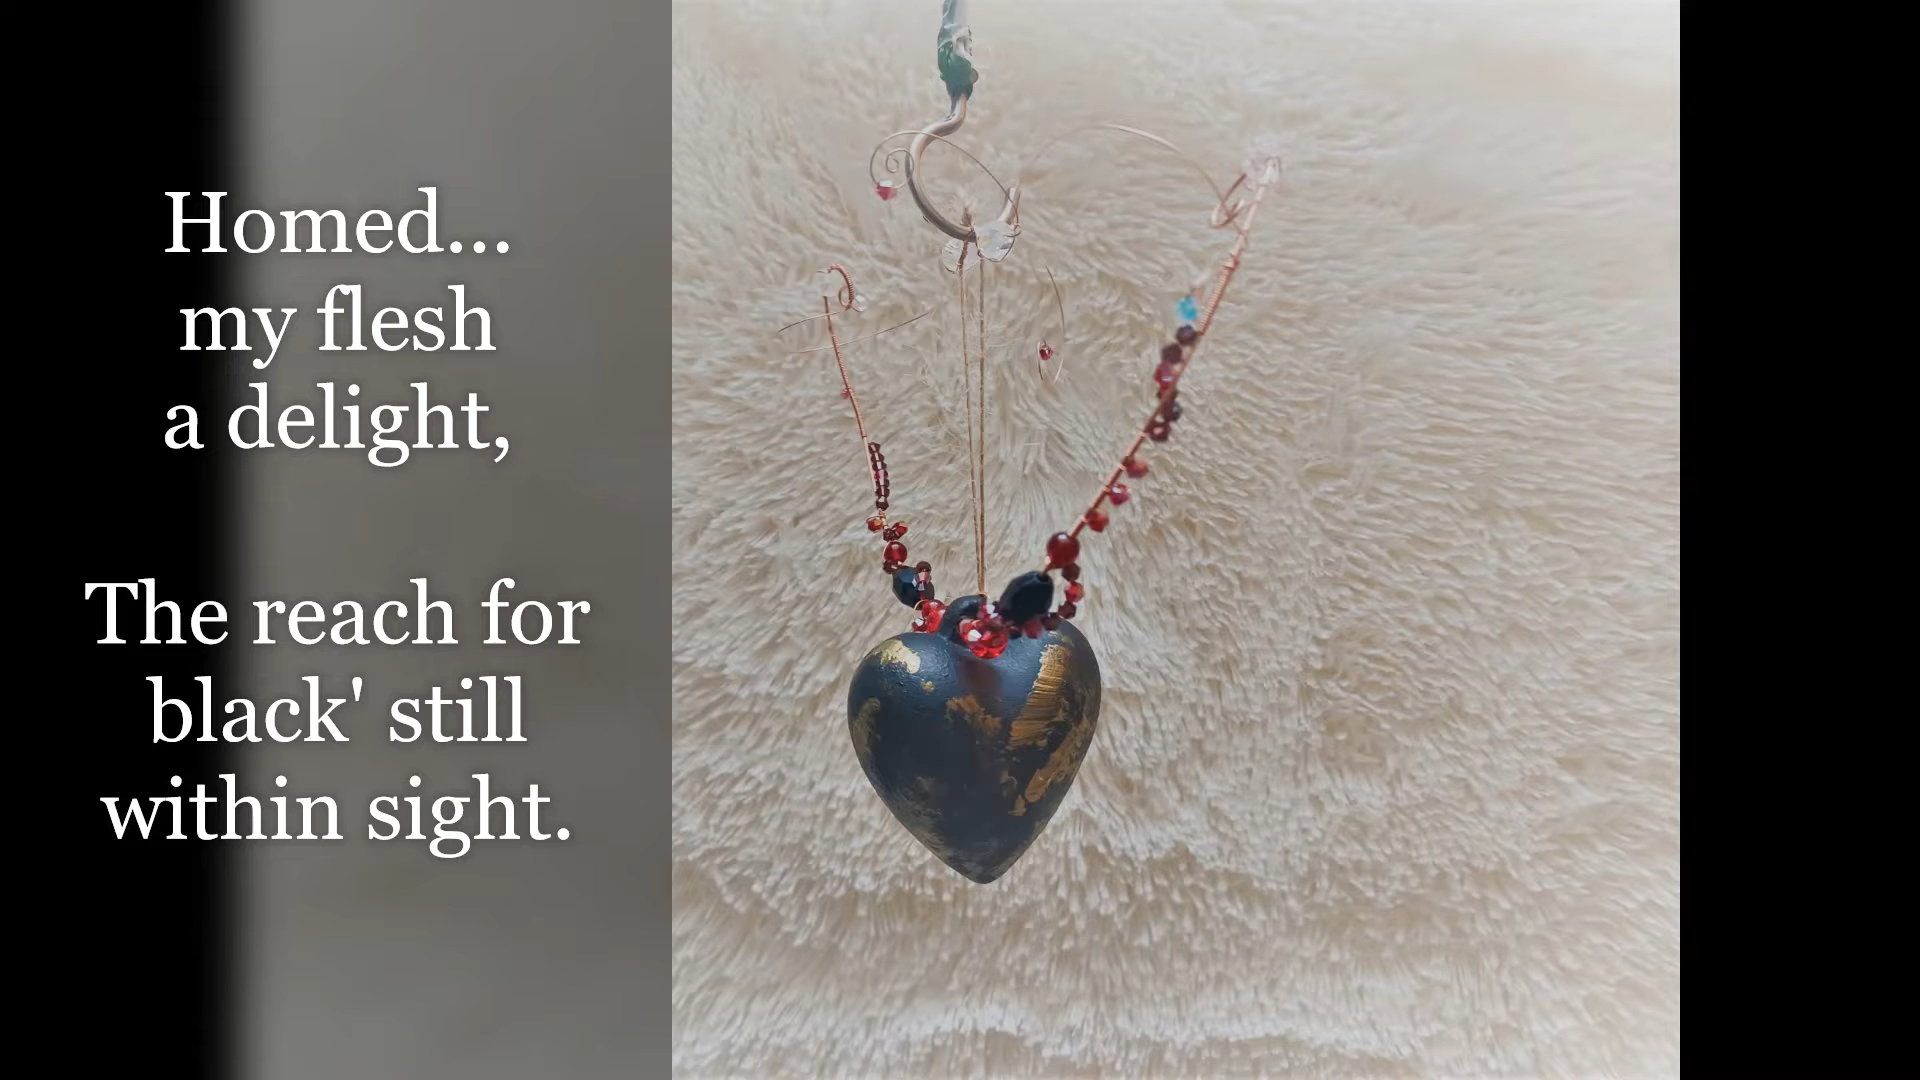 Homed...
my flesh
a delight,
The reach for
black' still
within sight.